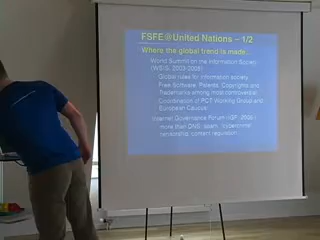 FSFE@United Nations – 1/2
Where the global trend is made...
World Summit on the Information Society
(WSIS, 2003-2005)
Global rules for information society
Free Software, Patents, Copyrights and
Trademarks among most controversial
Coordination of PCT Working Group and
European Caucus
Internet Governance Forum (IGF, 2006-)
more than DNS: spam, "cybercrime",
censorship, content regulation